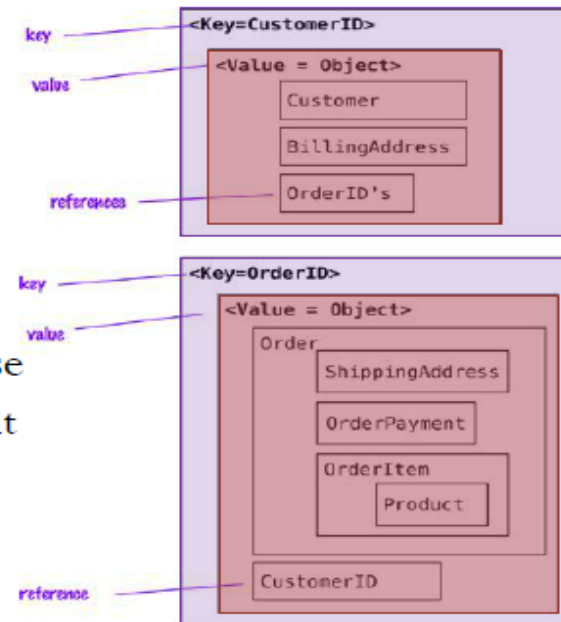 key
<Key=CustomerID>
value
<Value = Object>
Customer
BillingAddress
references
OrderID's
key
<Key=OrderID>
value
<Value = Object>
Order
ShippingAddress
OrderPayment
OrderItem
Product
reference
CustomerID